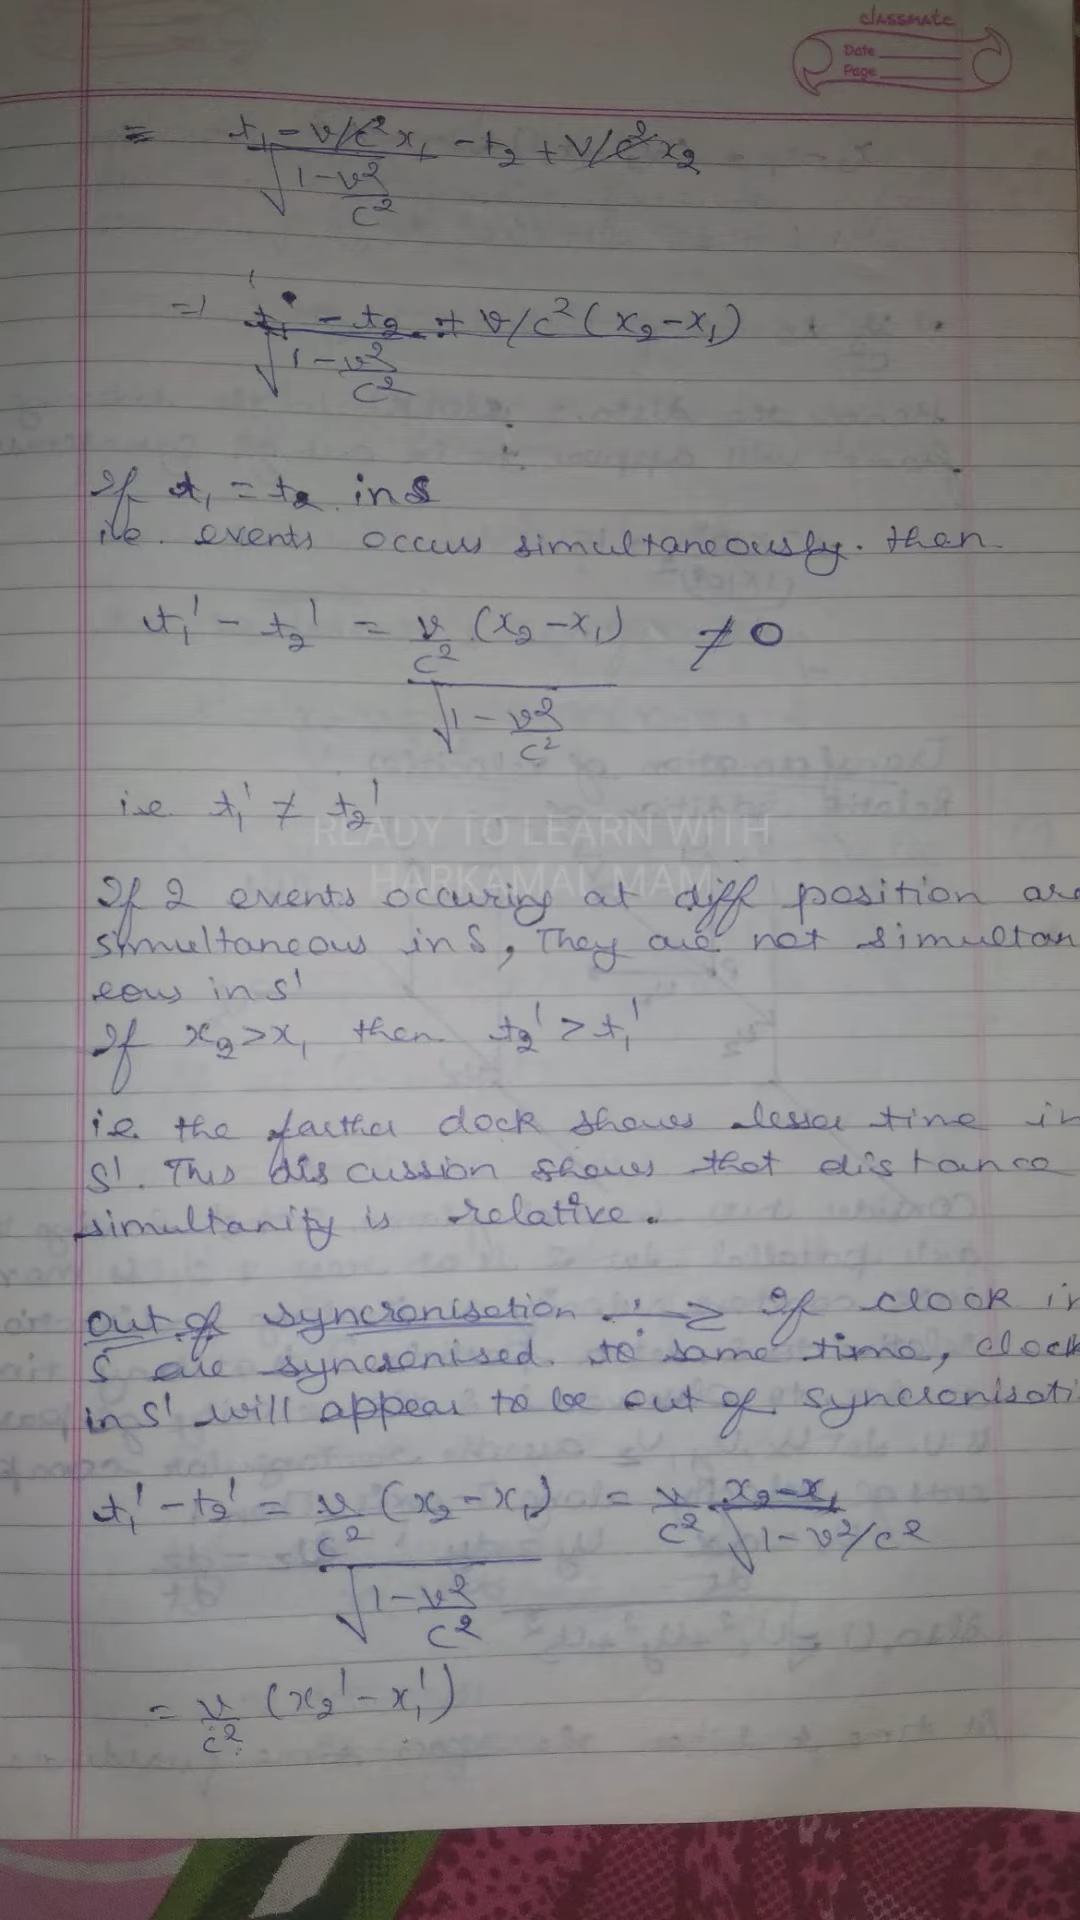 classmate
Date
Page
= t₁ - v/c² x₁ - t₂ + v/c² x₂
√1 - v²/c²
=) t₁ - t₂ + v/c² (x₂ - x₁)
√1 - v²/c²
If t₁ = t₂ in S
i.e. events occurs simultaneously. then
t₁' - t₂' = v/c² (x₂ - x₁) ≠ 0
√1 - v²/c²
i.e. t₁' ≠ t₂'
READY TO LEARN WITH
HARKAMAL MAM
If 2 events occuring at diff position are
simultaneous in S, They are not simultan
eous in s'
If x₂ > x₁ then t₂' > t₁'
i.e. the farther clock shows lesser time in
S'. This discussion shows that distance
simultanity is relative.
out of syncronisation → If clock in
S are syncronised to same time, clock
in S' will appear to be out of syncronisati
t₁' - t₂' = v/c² (x₂ - x₁) = v/c² x₂ - x₁
√1 - v²/c² √1 - v²/c²
= v/c² (x₂' - x₁')